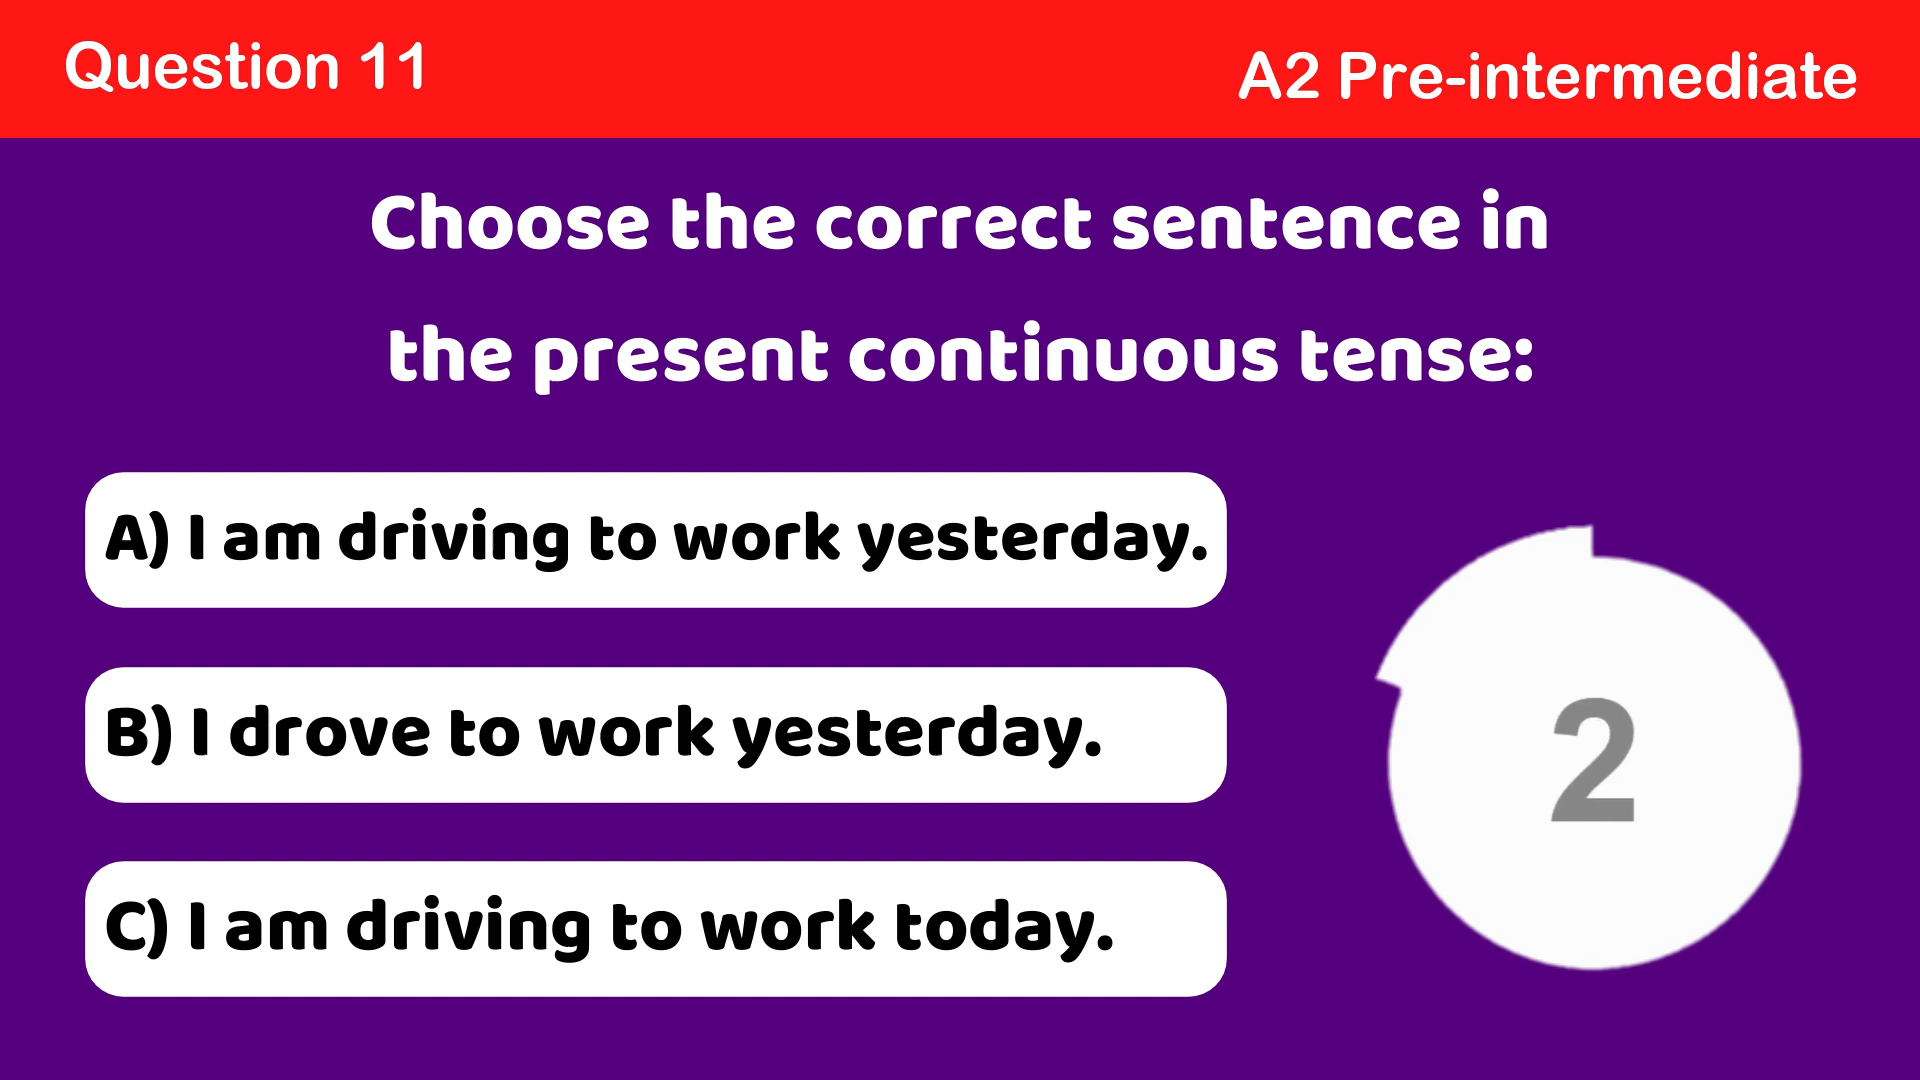 Question 11
A2 Pre-intermediate
Choose the correct sentence in
the present continuous tense:
A) I am driving to work yesterday.
B) I drove to work yesterday.
C) I am driving to work today.
2